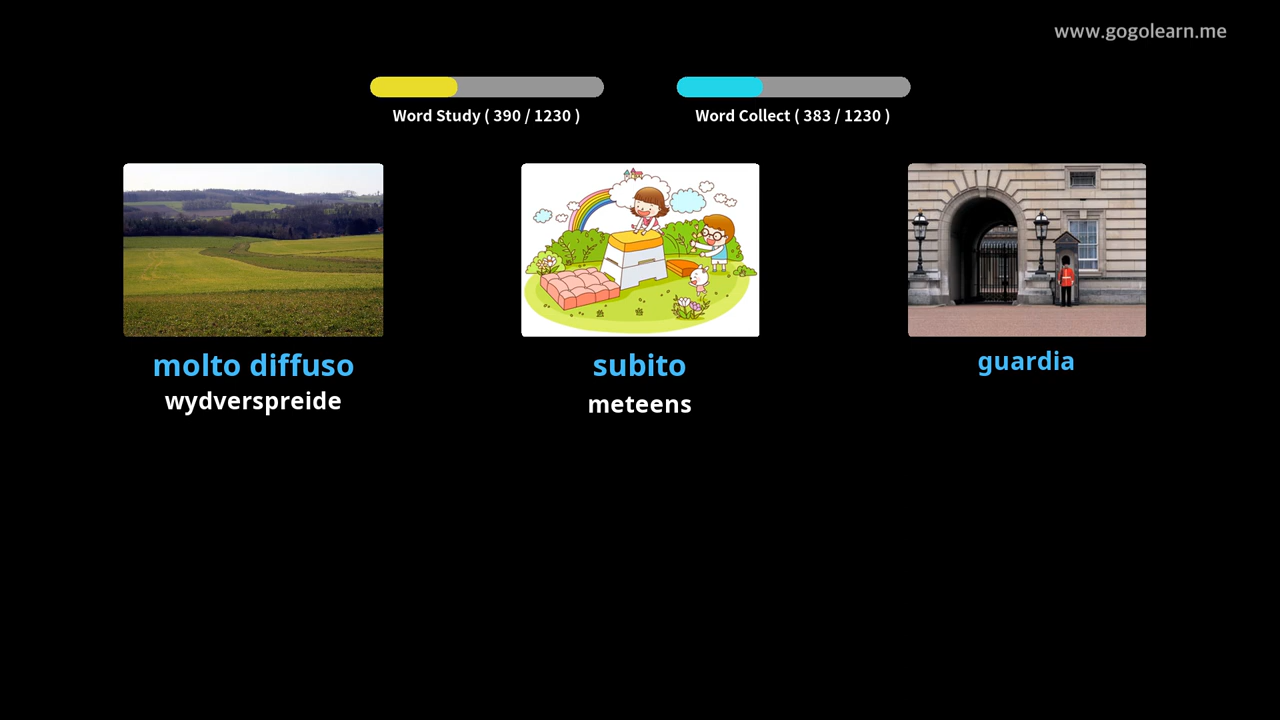 www.gogolearn.me
Word Study ( 390 / 1230 )
Word Collect ( 383 / 1230 )
molto diffuso
wydverspreide
subito
meteens
guardia